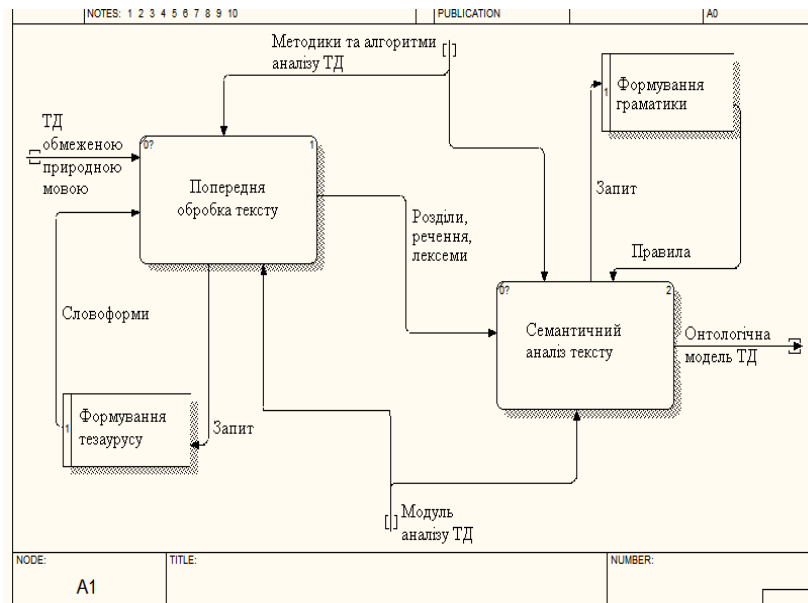 NOTES: 1 2 3 4 5 6 7 8 9 10
PUBLICATION
A0
Методики та алгоритми
аналізу ТД
1
Формування
граматики
ТД
обмеженою
природною
мовою
0?
1
Попередня
обробка тексту
Запит
Розділи,
речення,
лексеми
Правила
0?
2
Семантичний
аналіз тексту
Онтологічна
модель ТД
Словоформи
1
Формування
тезаурусу
Запит
Модуль
аналізу ТД
NODE:
TITLE:
NUMBER:
A1